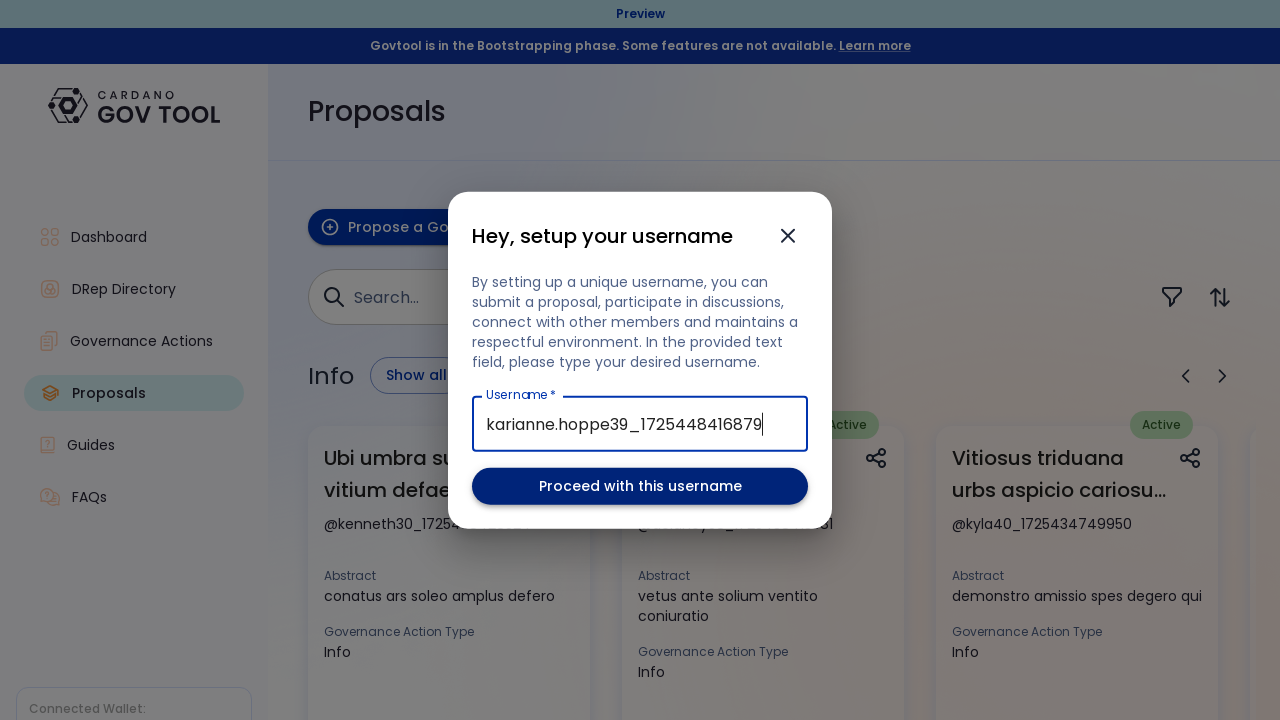 Preview
Govtool is in the Bootstrapping phase. Some features are not available. Learn more
CARDANO
GOV TOOL
Proposals
Dashboard
DRep Directory
Governance Actions
Proposals
Guides
FAQs
Connected Wallet:
Propose a Go
Search...
Info
Show all
Hey, setup your username
By setting up a unique username, you can
submit a proposal, participate in discussions,
connect with other members and maintains a
respectful environment. In the provided text
field, please type your desired username.
Username *
karianne.hoppe39_1725448416879
Proceed with this username
Ubi umbra su
vitium defae
@kenneth30_17254
Abstract
conatus ars soleo amplus defero
Governance Action Type
Info
Active
Abstract
vetus ante solium ventito
coniuratio
Governance Action Type
Info
Active
Vitiosus triduana
urbs aspicio cariosu...
@kyla40_1725434749950
Abstract
demonstro amissio spes degero qui
Governance Action Type
Info